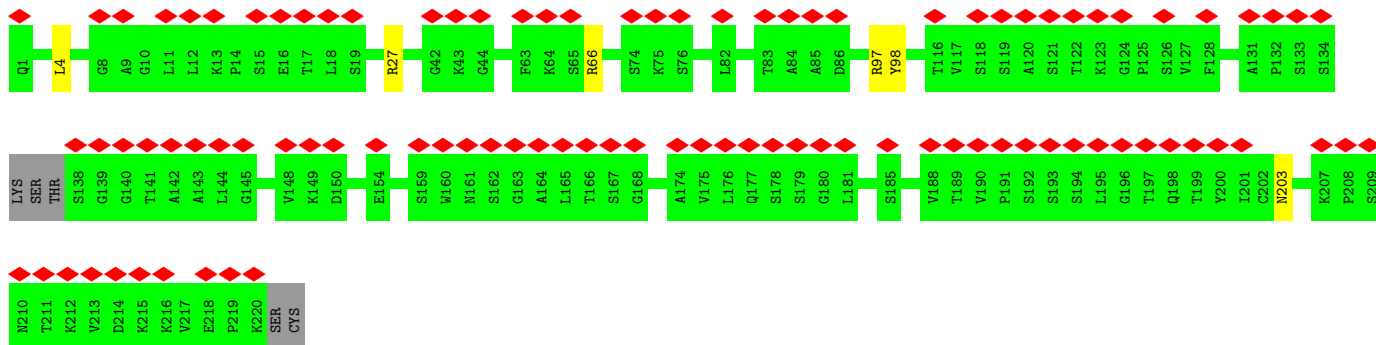 Q1 L4 G8 A9 G10 L11 L12 K13 P14 S15 E16 T17 L18 S19 R27 G42 K43 G44 F63 K64 S65 R66 S74 K75 S76 L82 T83 A84 A85 D86 R97 Y98 T116 V117 S118 S119 A120 S121 T122 K123 G124 P125 S126 V127 F128 A131 P132 S133 S134
LYS SER THR S138 G139 G140 T141 A142 A143 L144 G145 V148 K149 D150 E154 S159 W160 N161 S162 G163 A164 L165 T166 S167 G168 A174 V175 L176 Q177 S178 S179 G180 L181 S185 V188 T189 V190 P191 S192 S193 S194 L195 G196 T197 Q198 T199 Y200 I201 C202 N203 K207 P208 S209
N210 T211 K212 V213 D214 K215 K216 V217 E218 P219 K220 SER CYS